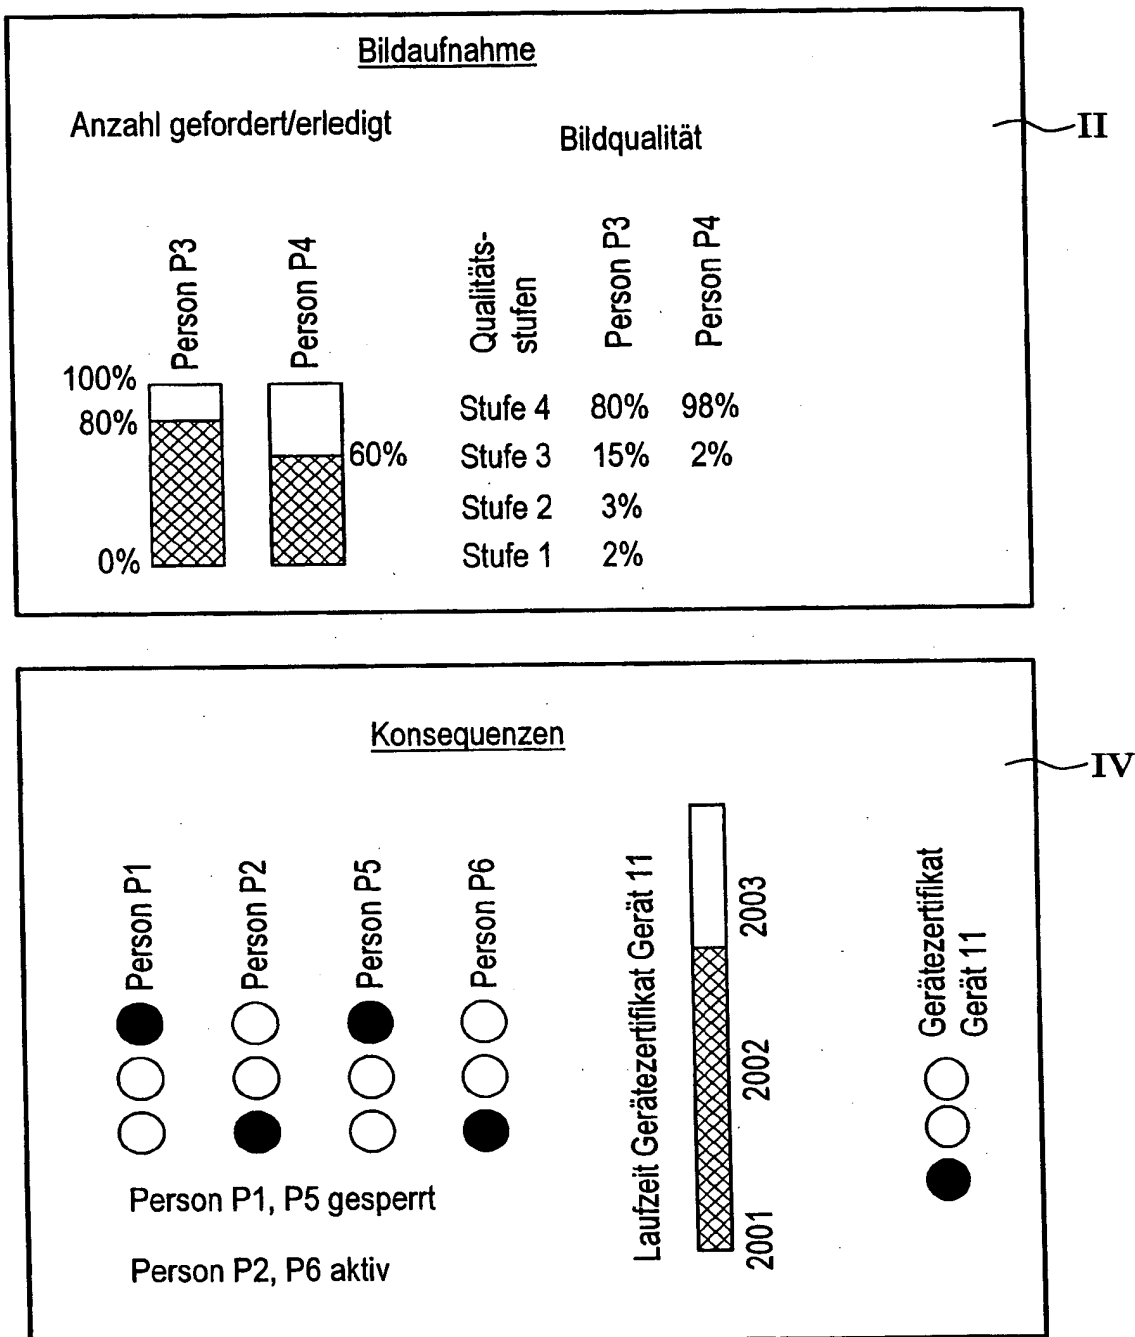 Bildaufnahme
Anzahl gefordert/erledigt
Bildqualität
II
Person P3
Person P4
Qualitäts-
stufen
Person P3
Person P4
100%
80%
60%
0%
Stufe 4 80% 98%
Stufe 3 15% 2%
Stufe 2 3%
Stufe 1 2%
Konsequenzen
IV
Person P1
Person P2
Person P5
Person P6
Person P1, P5 gesperrt
Person P2, P6 aktiv
Laufzeit Gerätezertifikat Gerät 11
2001
2002
2003
Gerätezertifikat
Gerät 11